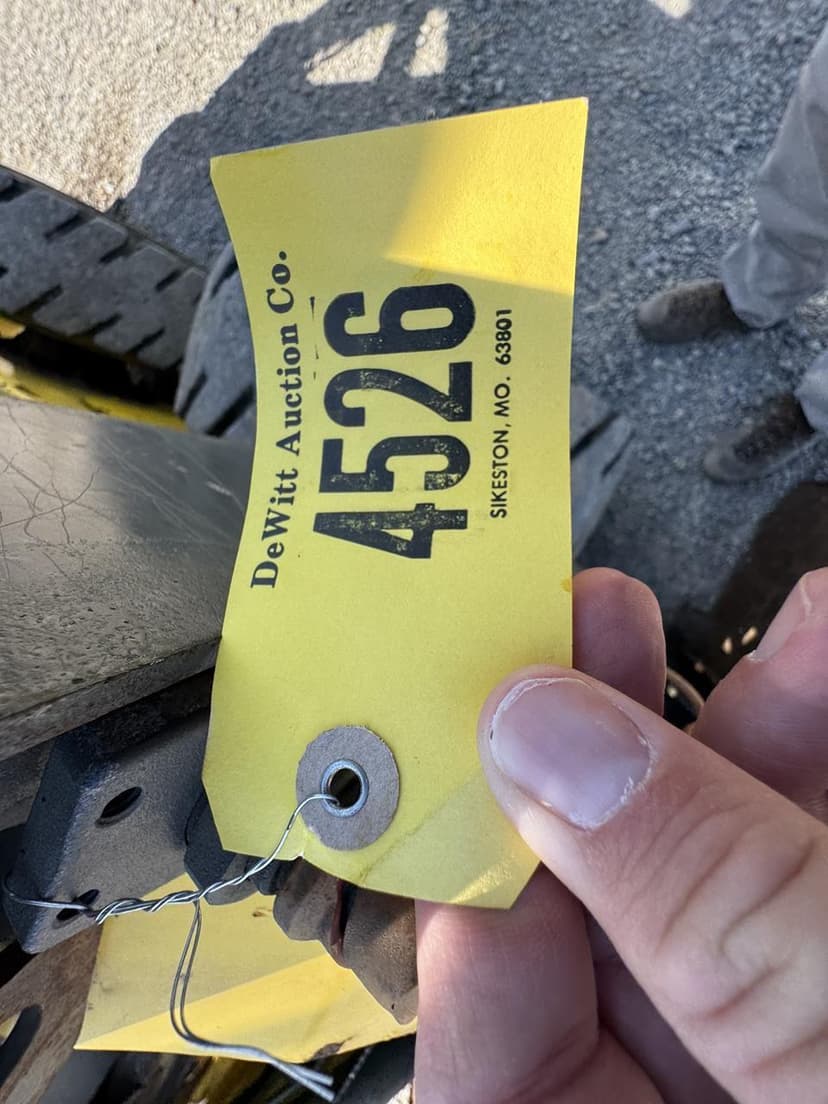 DeWitt Auction Co.
4526
SIKESTON, MO. 63801